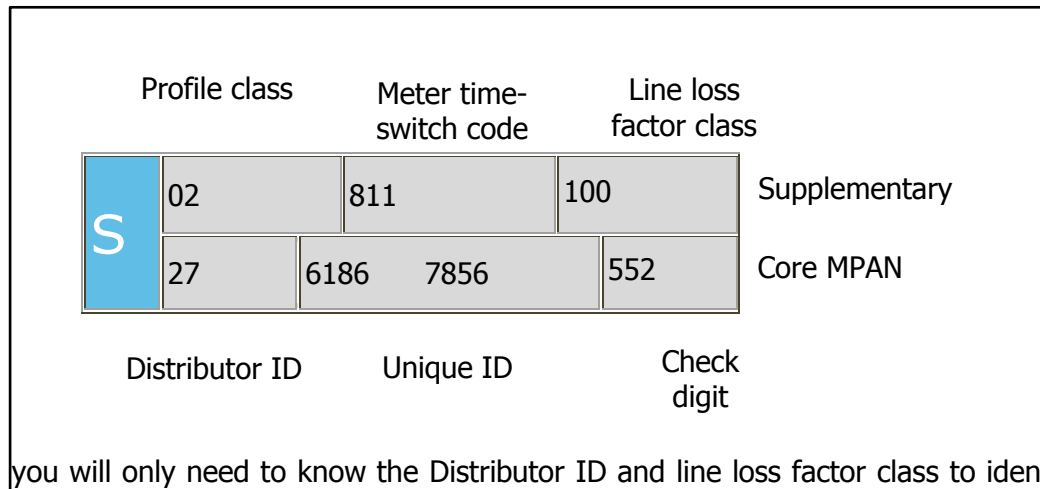 Profile class
Meter time-
switch code
Line loss
factor class
S
02 811 100 Supplementary
27 6186 7856 552 Core MPAN
Distributor ID Unique ID Check
digit
you will only need to know the Distributor ID and line loss factor class to iden